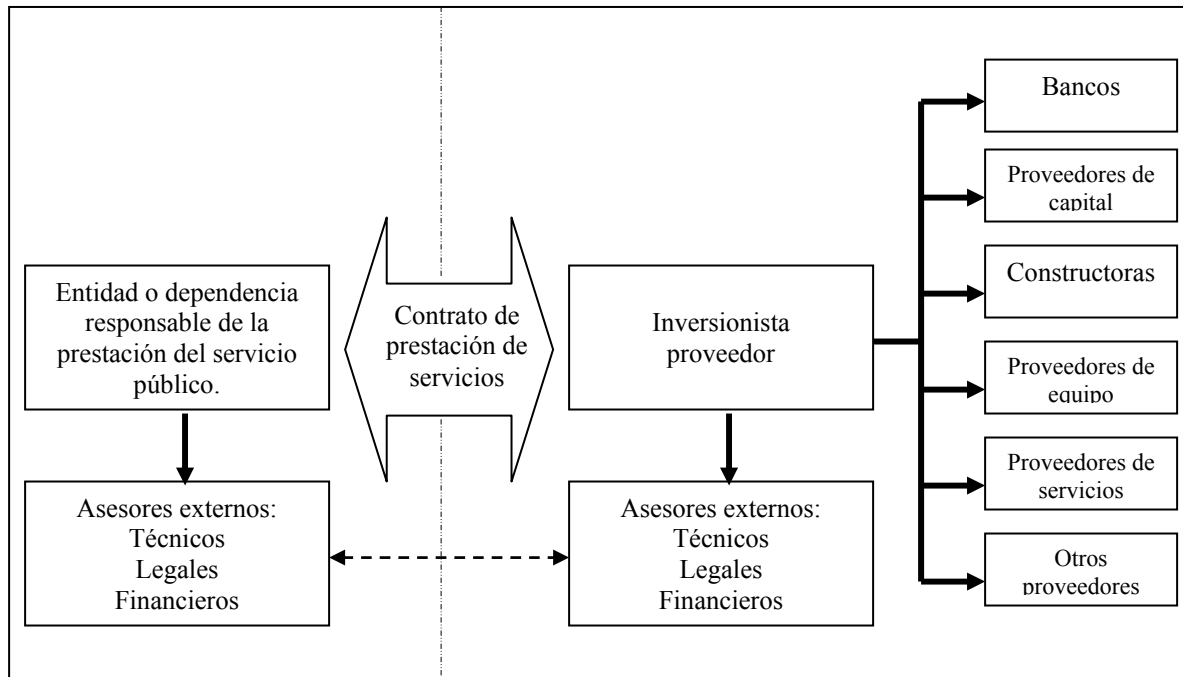 Entidad o dependencia
responsable de la
prestación del servicio
público.
Asesores externos:
Técnicos
Legales
Financieros
Contrato de
prestación de
servicios
Inversionista
proveedor
Asesores externos:
Técnicos
Legales
Financieros
Bancos
Proveedores de
capital
Constructoras
Proveedores de
equipo
Proveedores de
servicios
Otros
proveedores